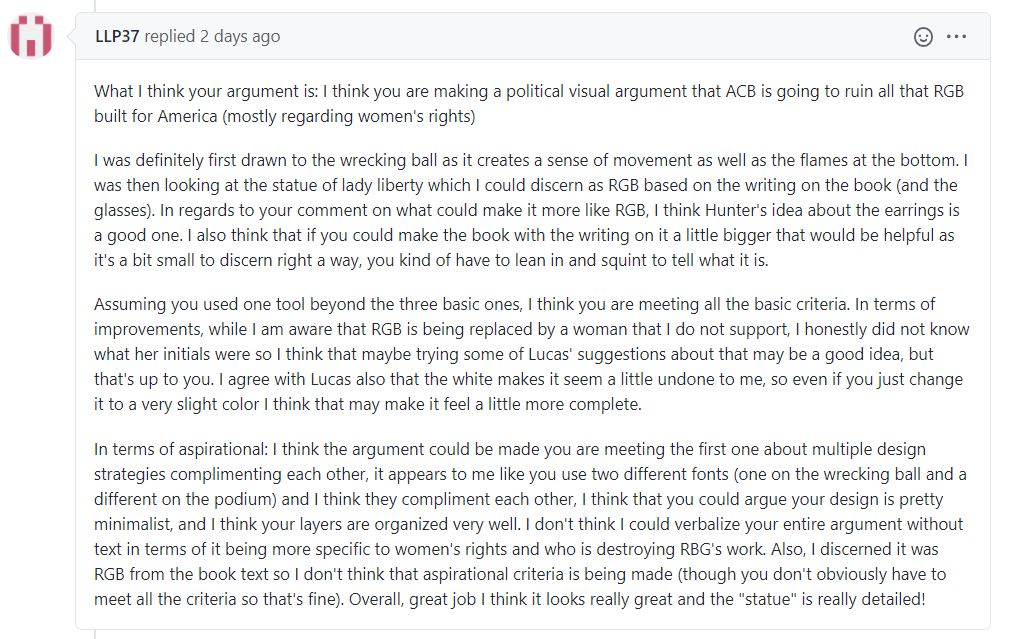 LLP37 replied 2 days ago
What I think your argument is: I think you are making a political visual argument that ACB is going to ruin all that RGB
built for America (mostly regarding women's rights)
I was definitely first drawn to the wrecking ball as it creates a sense of movement as well as the flames at the bottom. I
was then looking at the statue of lady liberty which I could discern as RGB based on the writing on the book (and the
glasses). In regards to your comment on what could make it more like RGB, I think Hunter's idea about the earrings is
a good one. I also think that if you could make the book with the writing on it a little bigger that would be helpful as
it's a bit small to discern right a way, you kind of have to lean in and squint to tell what it is.
Assuming you used one tool beyond the three basic ones, I think you are meeting all the basic criteria. In terms of
improvements, while I am aware that RGB is being replaced by a woman that I do not support, I honestly did not know
what her initials were so I think that maybe trying some of Lucas' suggestions about that may be a good idea, but
that's up to you. I agree with Lucas also that the white makes it seem a little undone to me, so even if you just change
it to a very slight color I think that may make it feel a little more complete.
In terms of aspirational: I think the argument could be made you are meeting the first one about multiple design
strategies complimenting each other, it appears to me like you use two different fonts (one on the wrecking ball and a
different on the podium) and I think they compliment each other, I think that you could argue your design is pretty
minimalist, and I think your layers are organized very well. I don't think I could verbalize your entire argument without
text in terms of it being more specific to women's rights and who is destroying RBG's work. Also, I discerned it was
RGB from the book text so I don't think that aspirational criteria is being made (though you don't obviously have to
meet all the criteria so that's fine). Overall, great job I think it looks really great and the "statue" is really detailed!